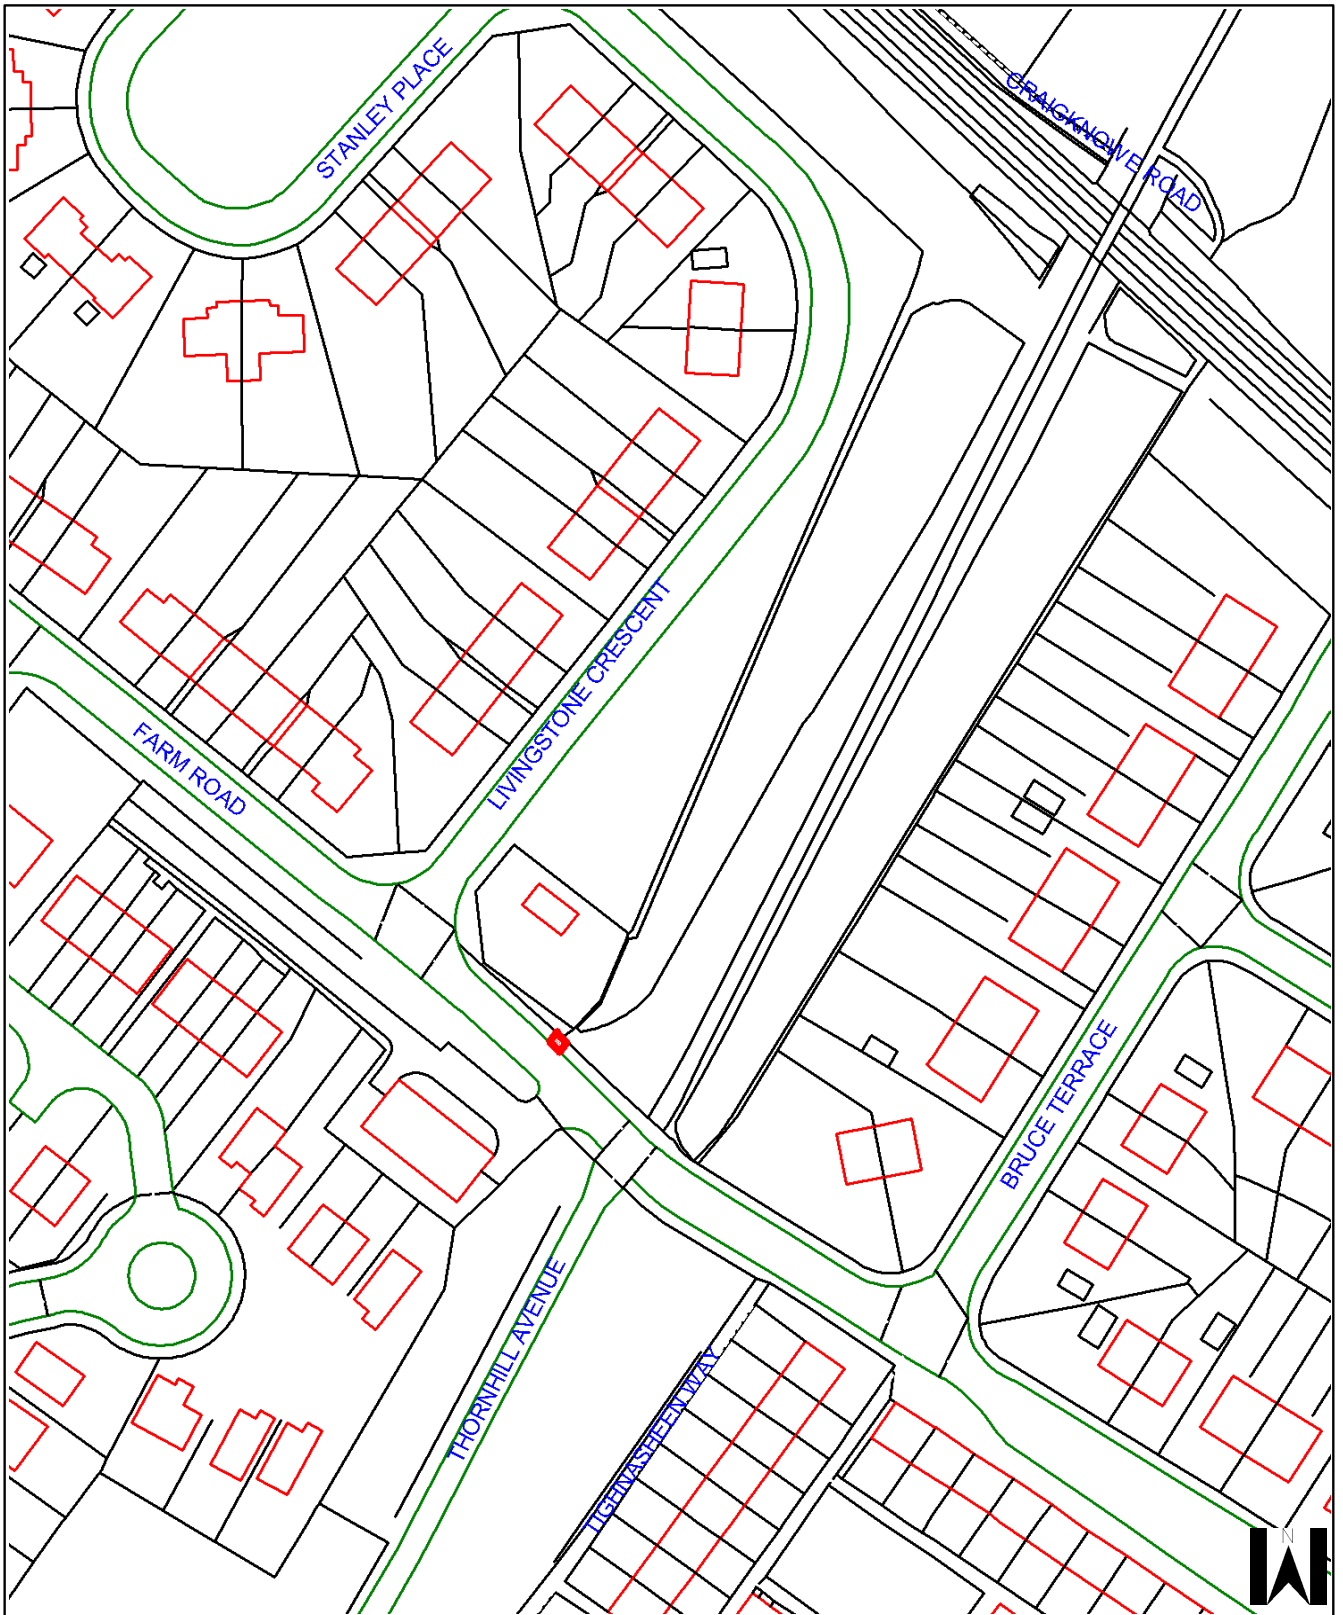 STANLEY PLACE
CRAIGKNOWE ROAD
LIVINGSTONE CRESCENT
FARM ROAD
BRUCE TERRACE
THORNHILL AVENUE
TIGHNASHEEN WAY
N